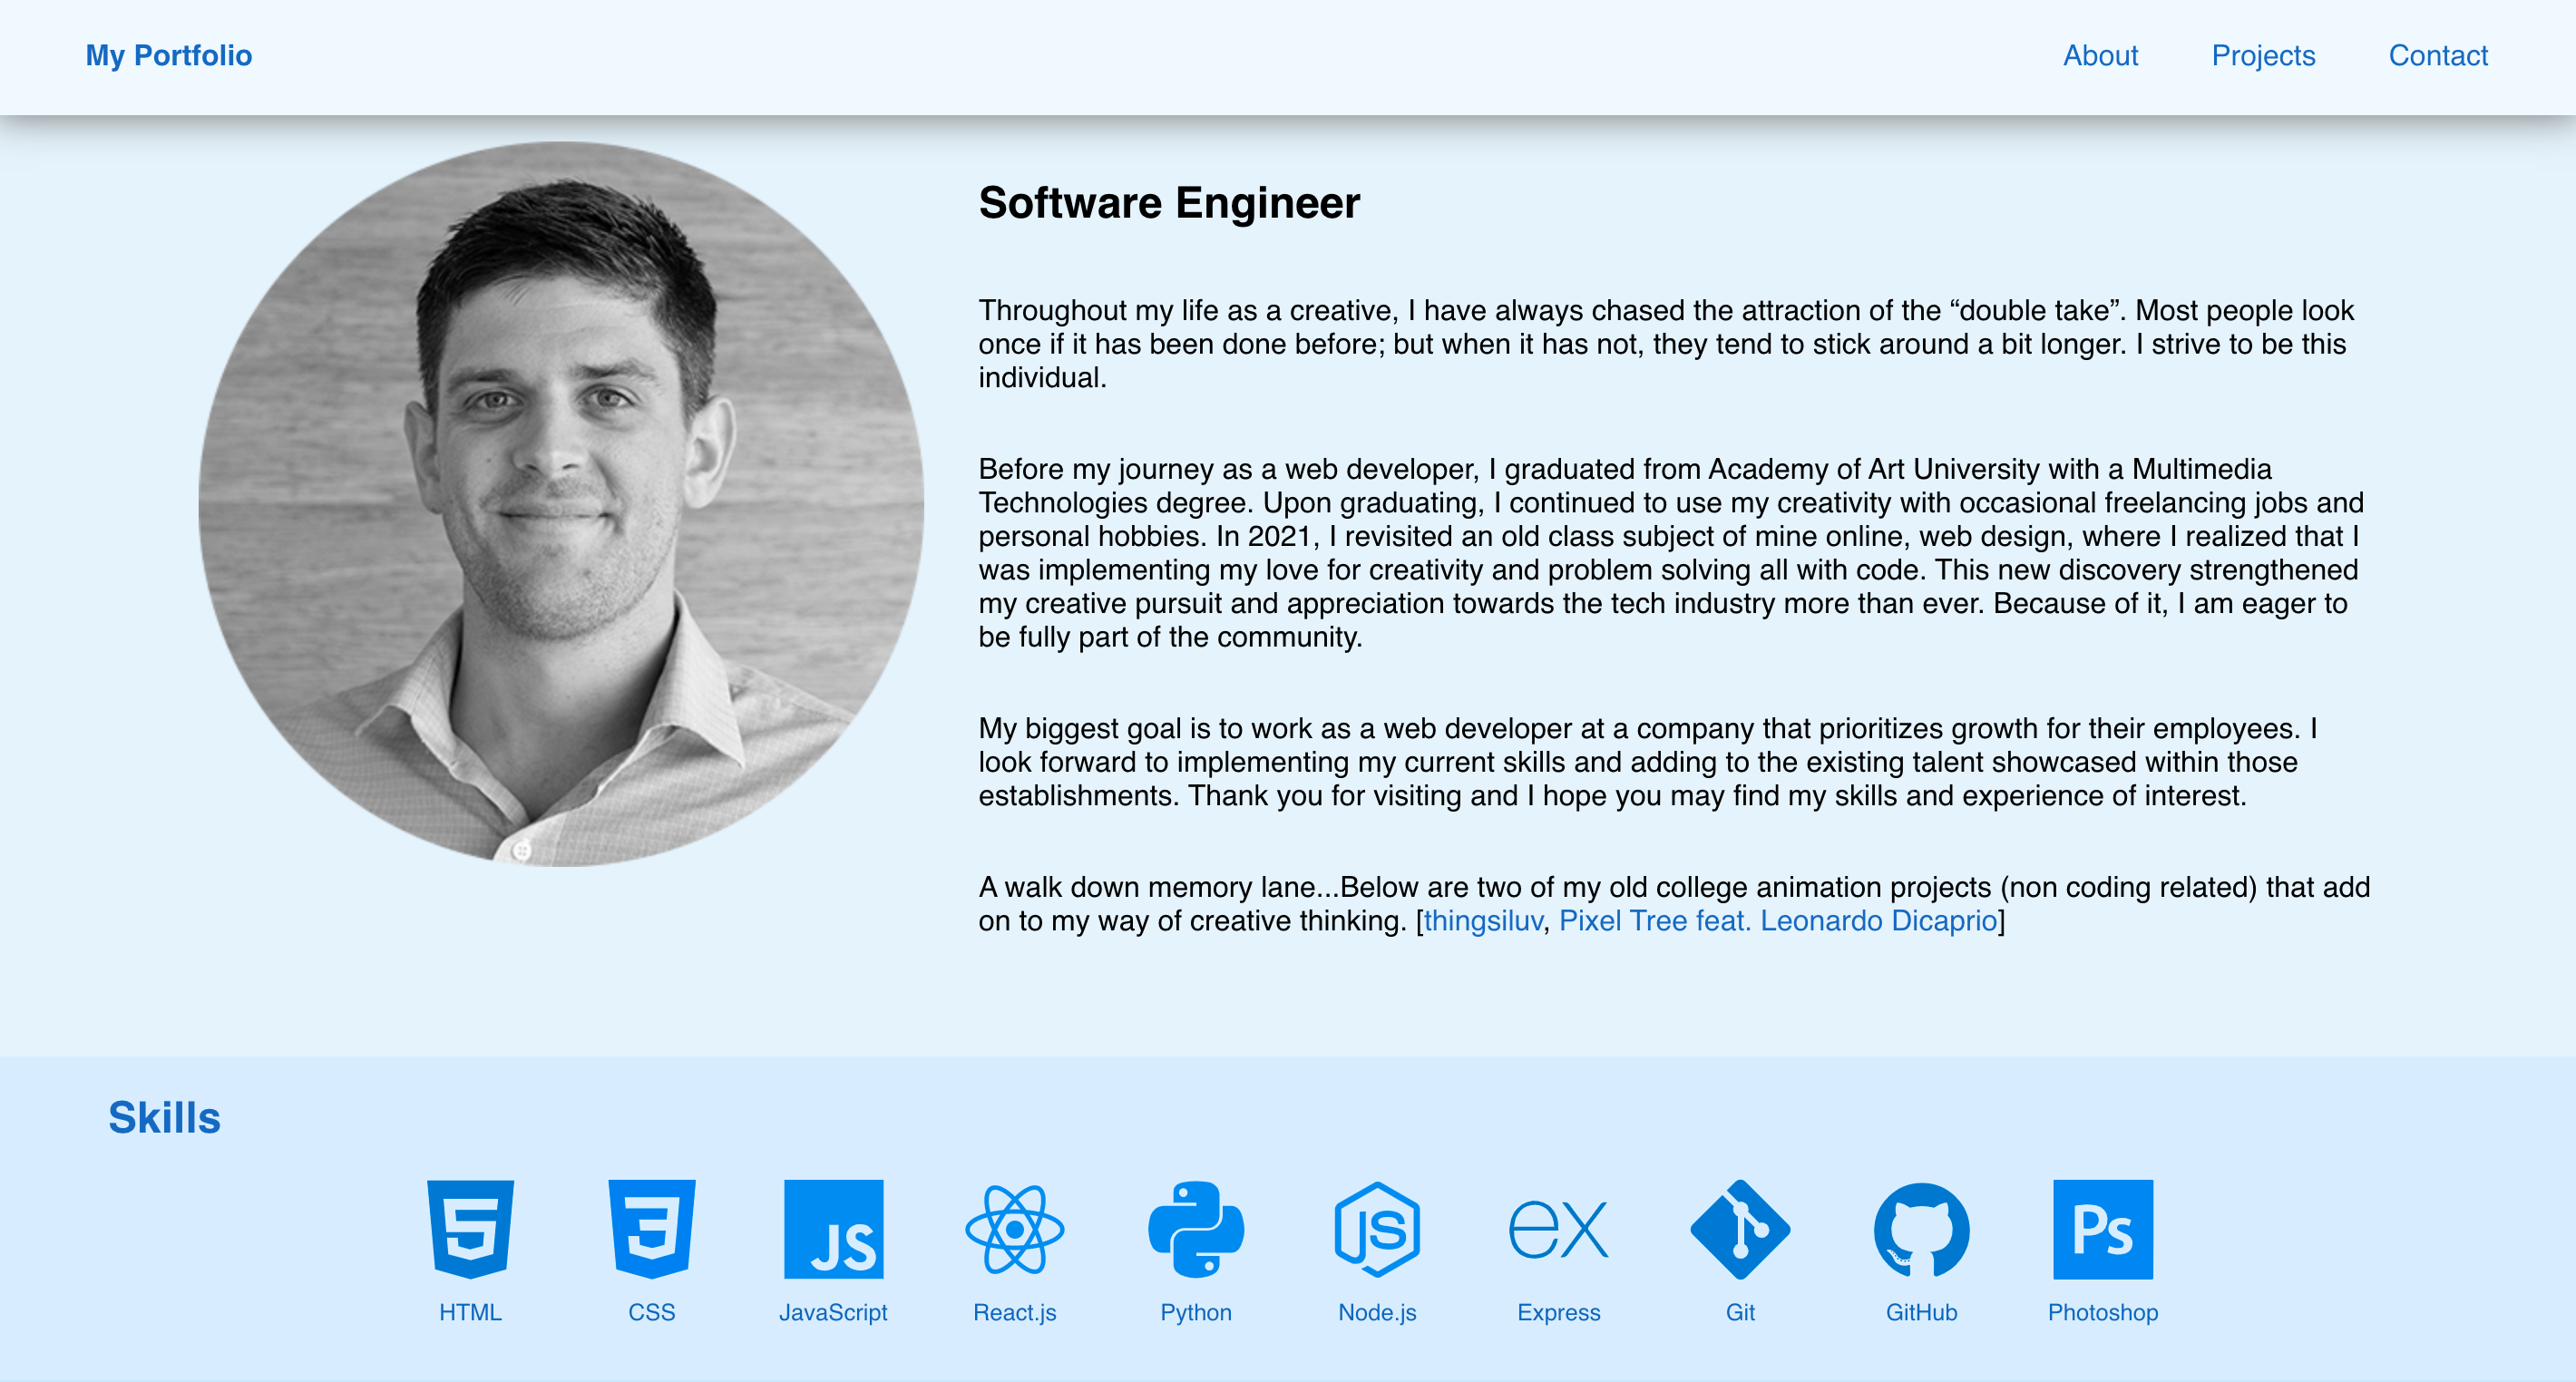 My Portfolio
About Projects Contact
Software Engineer
Throughout my life as a creative, I have always chased the attraction of the “double take”. Most people look
once if it has been done before; but when it has not, they tend to stick around a bit longer. I strive to be this
individual.
Before my journey as a web developer, I graduated from Academy of Art University with a Multimedia
Technologies degree. Upon graduating, I continued to use my creativity with occasional freelancing jobs and
personal hobbies. In 2021, I revisited an old class subject of mine online, web design, where I realized that I
was implementing my love for creativity and problem solving all with code. This new discovery strengthened
my creative pursuit and appreciation towards the tech industry more than ever. Because of it, I am eager to
be fully part of the community.
My biggest goal is to work as a web developer at a company that prioritizes growth for their employees. I
look forward to implementing my current skills and adding to the existing talent showcased within those
establishments. Thank you for visiting and I hope you may find my skills and experience of interest.
A walk down memory lane...Below are two of my old college animation projects (non coding related) that add
on to my way of creative thinking. [thingsiluv, Pixel Tree feat. Leonardo Dicaprio]
Skills
5 3 JS JS ex Ps
HTML CSS JavaScript React.js Python Node.js Express Git GitHub Photoshop